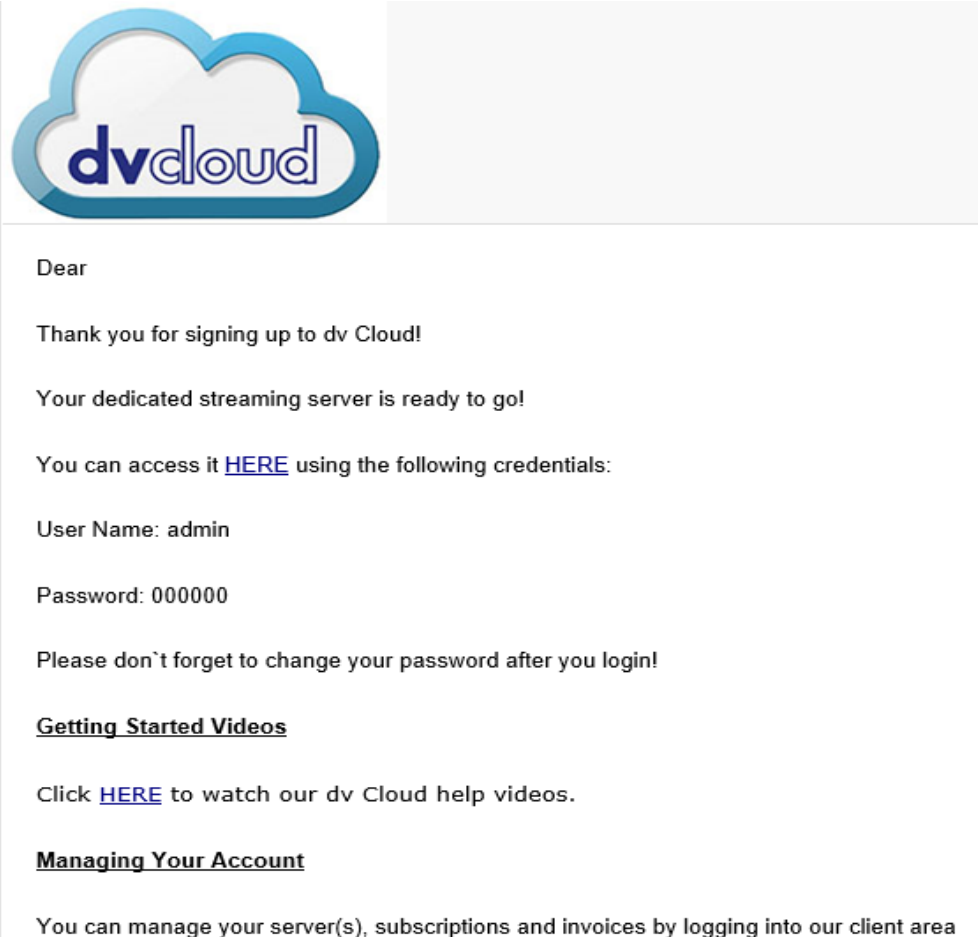 dvcloud
Dear
Thank you for signing up to dv Cloud!
Your dedicated streaming server is ready to go!
You can access it HERE using the following credentials:
User Name: admin
Password: 000000
Please don`t forget to change your password after you login!
Getting Started Videos
Click HERE to watch our dv Cloud help videos.
Managing Your Account
You can manage your server(s), subscriptions and invoices by logging into our client area